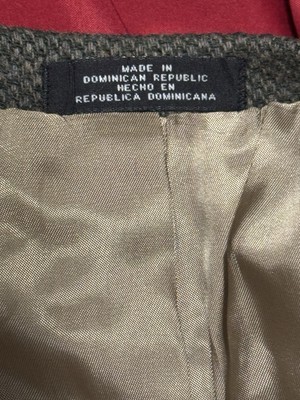 MADE IN
DOMINICAN REPUBLIC
HECHO EN
REPUBLICA DOMINICANA